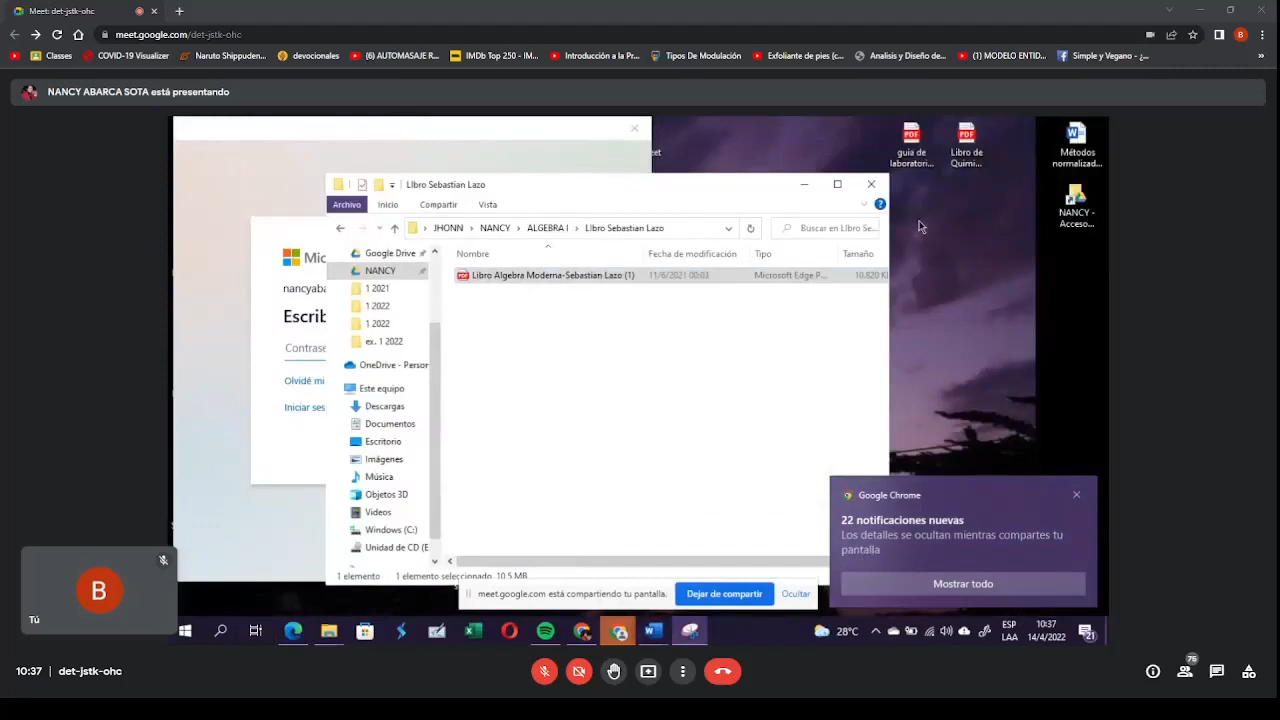 Meet: det-jstk-ohc
meet.google.com/det-jstk-ohc
Classes
COVID-19 Visualizer
Naruto Shippuden...
devocionales
(6) AUTOMASAJE R...
IMDb Top 250 - IM...
Introducción a la Pr...
Tipos De Modulación
Exfoliante de pies (c...
Analisis y Diseño de...
(1) MODELO ENTID...
Simple y Vegano - ¿...
»
B
NANCY ABARCA SOTA está presentando
guia de
laboratori...
Libro de
Quimi...
Métodos
normalizad...
NANCY -
Acceso...
LIbro Sebastian Lazo
Archivo
Inicio
Compartir
Vista
JHONN > NANCY > ALGEBRA I > LIbro Sebastian Lazo
Buscar en LIbro Se...
Nombre
Fecha de modificación
Tipo
Tamaño
Libro Algebra Moderna-Sebastian Lazo (1)
11/6/2021 00:03
Microsoft Edge P...
10.820 K
Google Drive
NANCY
1 2021
1 2022
1 2022
ex. 1 2022
OneDrive - Person
Este equipo
Descargas
Documentos
Escritorio
Imágenes
Música
Objetos 3D
Videos
Windows (C:)
Unidad de CD (E
1 elemento
1 elemento seleccionado 10,5 MB
Mic
nancyaba
Escrib
Contrase
Olvidé mi
Iniciar ses
Google Chrome
22 notificaciones nuevas
Los detalles se ocultan mientras compartes tu
pantalla
Mostrar todo
meet.google.com está compartiendo tu pantalla.
Dejar de compartir
Ocultar
B
Tú
28°C
ESP
LAA
10:37
14/4/2022
21
10:37 | det-jstk-ohc
75